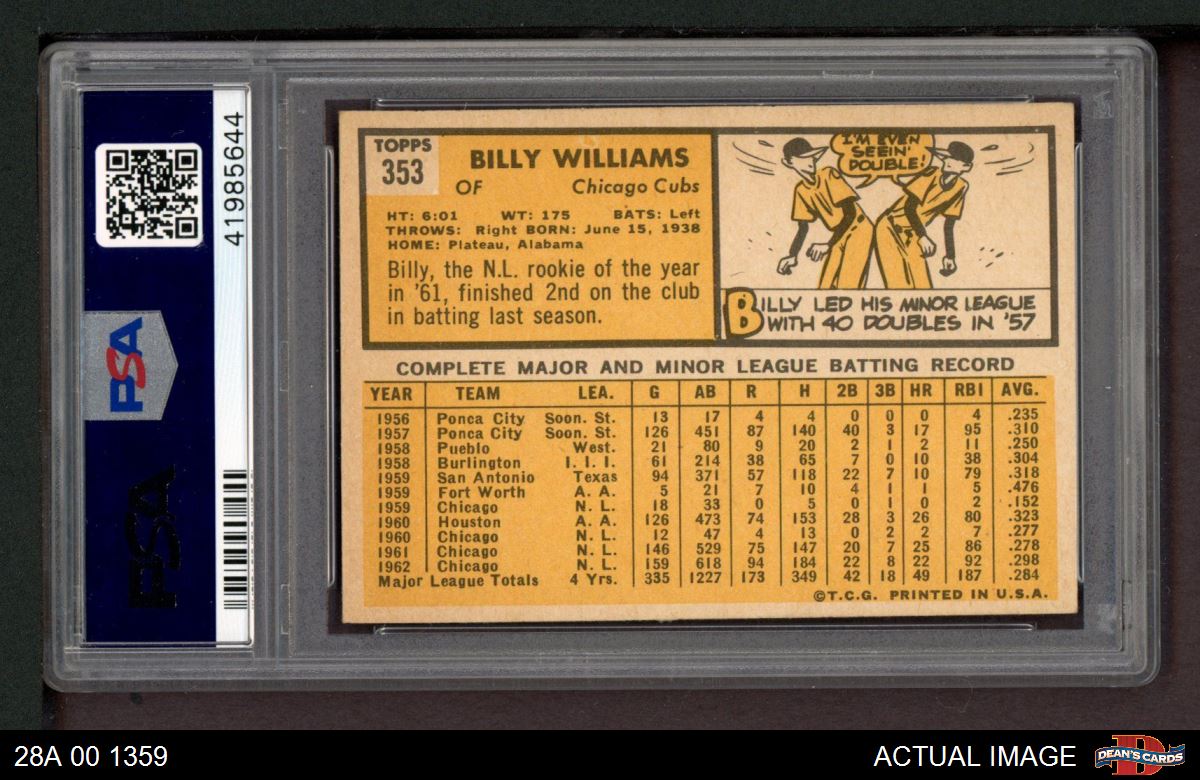 41985644
PSA
PSA
TOPPS
353
BILLY WILLIAMS
OF Chicago Cubs
HT: 6:01 WT: 175 BATS: Left
THROWS: Right BORN: June 15, 1938
HOME: Plateau, Alabama
Billy, the N.L. rookie of the year
in '61, finished 2nd on the club
in batting last season.
I'M EVEN
SEEIN'
DOUBLE!
BILLY LED HIS MINOR LEAGUE
WITH 40 DOUBLES IN '57
COMPLETE MAJOR AND MINOR LEAGUE BATTING RECORD
YEAR TEAM LEA. G AB R H 2B 3B HR RBI AVG.
1956 Ponca City Soon. St. 13 17 4 4 0 0 0 4 .235
1957 Ponca City Soon. St. 126 451 87 140 40 3 17 95 .310
1958 Pueblo West. 21 80 9 20 2 1 2 11 .250
1958 Burlington I. I. I. 61 214 38 65 7 0 10 38 .304
1959 San Antonio Texas 94 371 57 118 22 7 10 79 .318
1959 Fort Worth A. A. 5 21 7 10 4 1 1 5 .476
1959 Chicago N. L. 18 33 0 5 0 1 0 2 .152
1960 Houston A. A. 126 473 74 153 28 3 26 80 .323
1960 Chicago N. L. 12 47 4 13 0 2 2 7 .277
1961 Chicago N. L. 146 529 75 147 20 7 25 86 .278
1962 Chicago N. L. 159 618 94 184 22 8 22 92 .298
Major League Totals 4 Yrs. 335 1227 173 349 42 18 49 187 .284
©T.C.G. PRINTED IN U.S.A.
28A 00 1359
ACTUAL IMAGE
DEAN'S CARDS